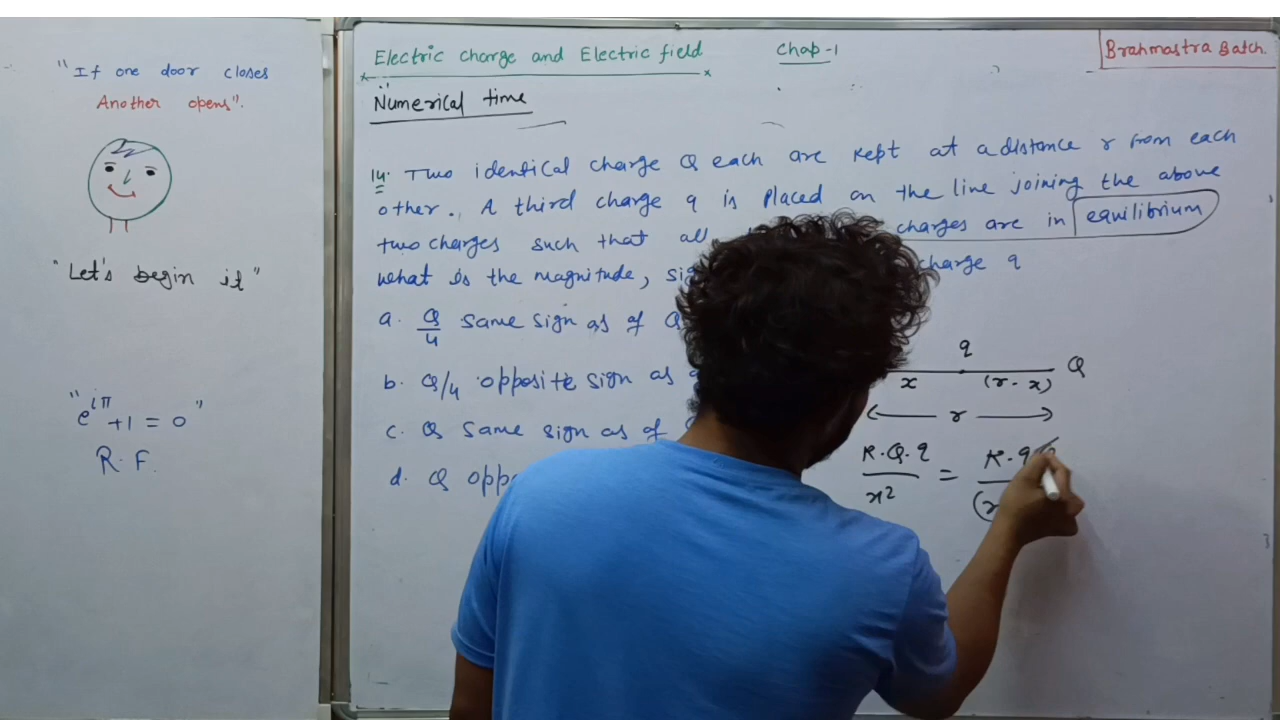 "If one door closes
Another opens".
"Let's begin it"
"e^{iπ} +1 = 0"
R. F.
Electric charge and Electric field Chap-1
Brahmastra Batch.
Numerical time
14. Two identical charge Q each are kept at a distance r from each
other. A third charge q is placed on the line joining the above
two charges such that all charges are in equilibrium
what is the magnitude, charge q
a. Q/4 same sign as of Q
b. Q/4 opposite sign as
c. Q same sign as of
d. Q
q
Q
x (r - x)
r
K.Q.q / x² = K.q